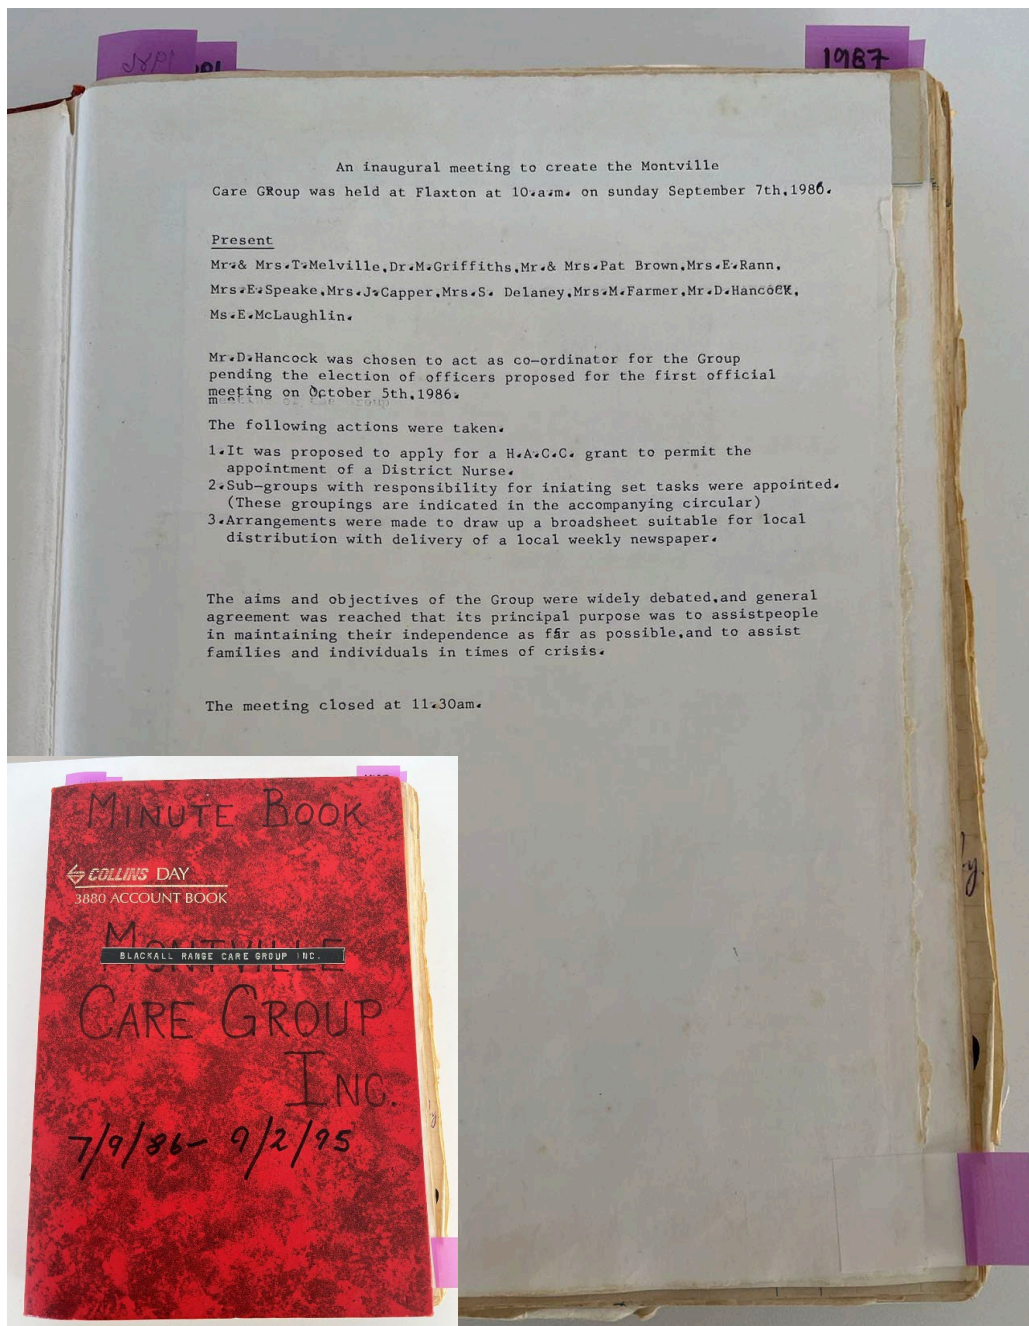 1987
An inaugural meeting to create the Montville
Care GRoup was held at Flaxton at 10.a.m. on sunday September 7th,1986.
Present
Mr.& Mrs.T.Melville,Dr.M.Griffiths,Mr.& Mrs.Pat Brown,Mrs.E.Rann,
Mrs.E.Speake,Mrs.J.Capper,Mrs.S. Delaney,Mrs.M.Farmer,Mr.D.Hancock,
Ms.E.McLaughlin.
Mr.D.Hancock was chosen to act as co-ordinator for the Group
pending the election of officers proposed for the first official
meeting on October 5th,1986.
The following actions were taken.
1.It was proposed to apply for a H.A.C.C. grant to permit the
appointment of a District Nurse.
2.Sub-groups with responsibility for iniating set tasks were appointed.
(These groupings are indicated in the accompanying circular)
3.Arrangements were made to draw up a broadsheet suitable for local
distribution with delivery of a local weekly newspaper.
The aims and objectives of the Group were widely debated,and general
agreement was reached that its principal purpose was to assistpeople
in maintaining their independence as far as possible,and to assist
families and individuals in times of crisis.
The meeting closed at 11.30am.
MINUTE BOOK
COLLINS DAY
3880 ACCOUNT BOOK
MONTVILLE
BLACKALL RANGE CARE GROUP INC.
CARE GROUP
INC.
7/9/86- 9/2/95